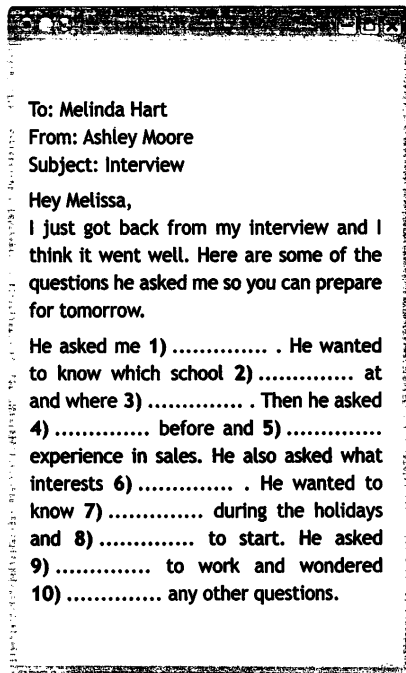 To: Melinda Hart
From: Ashley Moore
Subject: Interview
Hey Melissa,
I just got back from my interview and I
think it went well. Here are some of the
questions he asked me so you can prepare
for tomorrow.
He asked me 1) .............. . He wanted
to know which school 2) .............. at
and where 3) .............. . Then he asked
4) .............. before and 5) ..............
experience in sales. He also asked what
interests 6) .............. . He wanted to
know 7) .............. during the holidays
and 8) .............. to start. He asked
9) .............. to work and wondered
10) .............. any other questions.